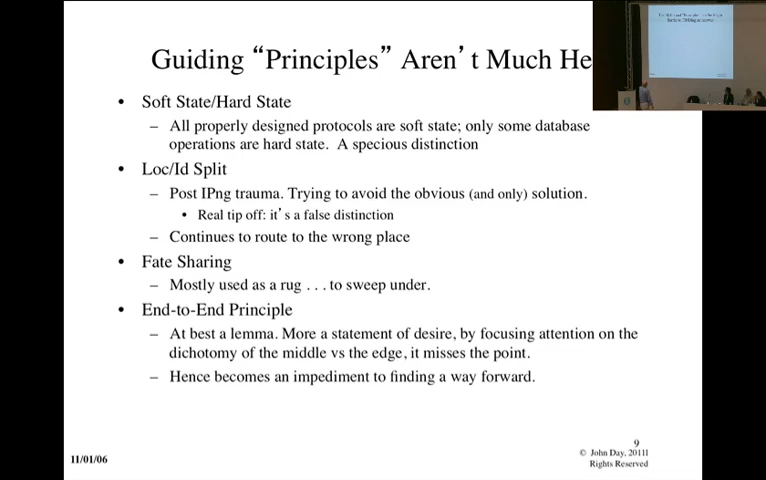 Guiding “Principles” Aren’t Much He
• Soft State/Hard State
– All properly designed protocols are soft state; only some database
operations are hard state. A specious distinction
• Loc/Id Split
– Post IPng trauma. Trying to avoid the obvious (and only) solution.
• Real tip off: it’s a false distinction
– Continues to route to the wrong place
• Fate Sharing
– Mostly used as a rug . . . to sweep under.
• End-to-End Principle
– At best a lemma. More a statement of desire, by focusing attention on the
dichotomy of the middle vs the edge, it misses the point.
– Hence becomes an impediment to finding a way forward.
11/01/06
9
© John Day, 2011l
Rights Reserved